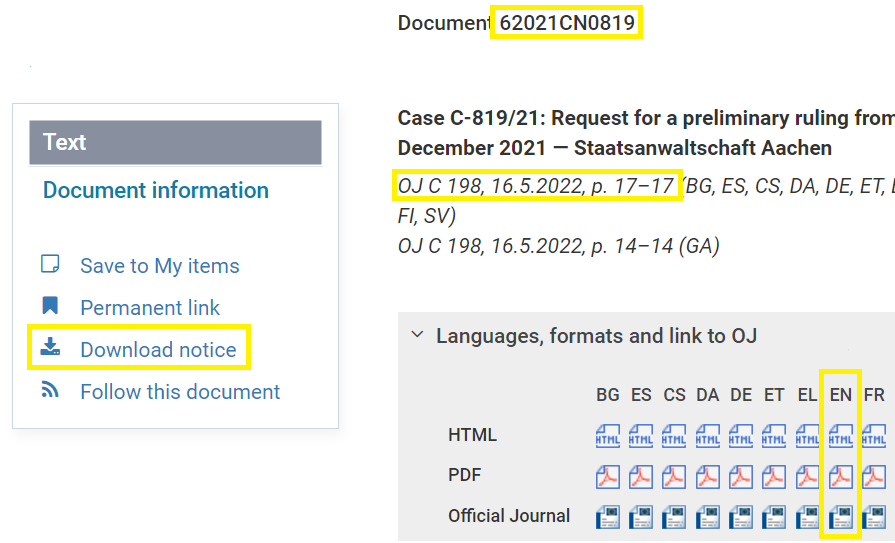 Document 62021CN0819
Text
Document information
Save to My items
Permanent link
Download notice
Follow this document
Case C-819/21: Request for a preliminary ruling from
December 2021 — Staatsanwaltschaft Aachen
OJ C 198, 16.5.2022, p. 17–17 (BG, ES, CS, DA, DE, ET,
FI, SV)
OJ C 198, 16.5.2022, p. 14–14 (GA)
Languages, formats and link to OJ
BG ES CS DA DE ET EL EN FR
HTML HTML HTML HTML HTML HTML HTML HTML HTML HTML
PDF
Official Journal